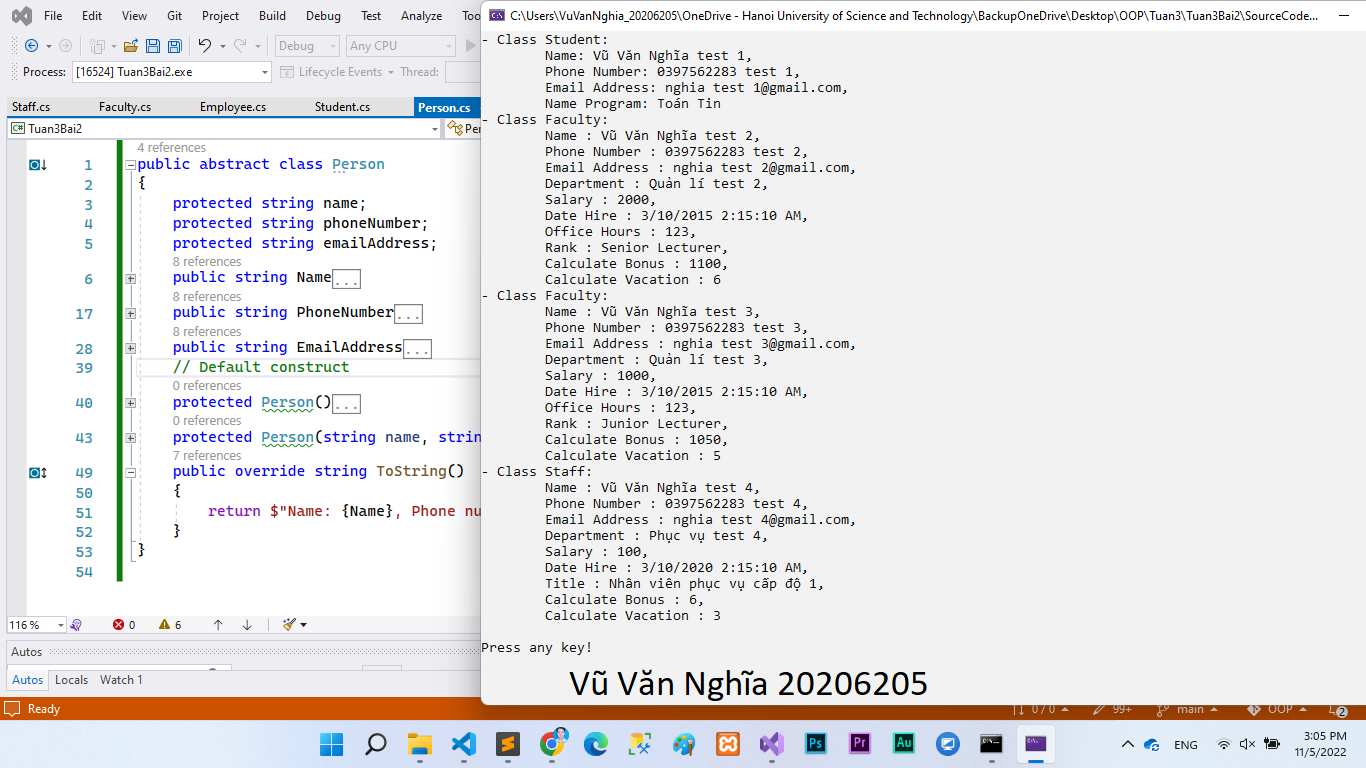 File Edit View Git Project Build Debug Test Analyze Too
Debug Any CPU
Process: [16524] Tuan3Bai2.exe Lifecycle Events Thread:
Staff.cs Faculty.cs Employee.cs Student.cs Person.cs
C# Tuan3Bai2 Per
4 references
1 public abstract class Person
2 {
3 protected string name;
4 protected string phoneNumber;
5 protected string emailAddress;
8 references
6 public string Name...
8 references
17 public string PhoneNumber...
8 references
28 public string EmailAddress...
39 // Default construct
0 references
40 protected Person()...
0 references
43 protected Person(string name, strin
7 references
49 public override string ToString()
50 {
51 return $"Name: {Name}, Phone nu
52 }
53 }
54
116 % 0 6
Autos
Autos Locals Watch 1
Ready
C:\Users\VuVanNghia_20206205\OneDrive - Hanoi University of Science and Technology\BackupOneDrive\Desktop\OOP\Tuan3\Tuan3Bai2\SourceCode...
- Class Student:
Name: Vũ Văn Nghĩa test 1,
Phone Number: 0397562283 test 1,
Email Address: nghia test 1@gmail.com,
Name Program: Toán Tin
- Class Faculty:
Name : Vũ Văn Nghĩa test 2,
Phone Number : 0397562283 test 2,
Email Address : nghia test 2@gmail.com,
Department : Quản lí test 2,
Salary : 2000,
Date Hire : 3/10/2015 2:15:10 AM,
Office Hours : 123,
Rank : Senior Lecturer,
Calculate Bonus : 1100,
Calculate Vacation : 6
- Class Faculty:
Name : Vũ Văn Nghĩa test 3,
Phone Number : 0397562283 test 3,
Email Address : nghia test 3@gmail.com,
Department : Quản lí test 3,
Salary : 1000,
Date Hire : 3/10/2015 2:15:10 AM,
Office Hours : 123,
Rank : Junior Lecturer,
Calculate Bonus : 1050,
Calculate Vacation : 5
- Class Staff:
Name : Vũ Văn Nghĩa test 4,
Phone Number : 0397562283 test 4,
Email Address : nghia test 4@gmail.com,
Department : Phục vụ test 4,
Salary : 100,
Date Hire : 3/10/2020 2:15:10 AM,
Title : Nhân viên phục vụ cấp độ 1,
Calculate Bonus : 6,
Calculate Vacation : 3
Press any key!
Vũ Văn Nghĩa 20206205
0 / 0 99+ main OOP 2
Ps Pr Au ENG 3:05 PM
11/5/2022